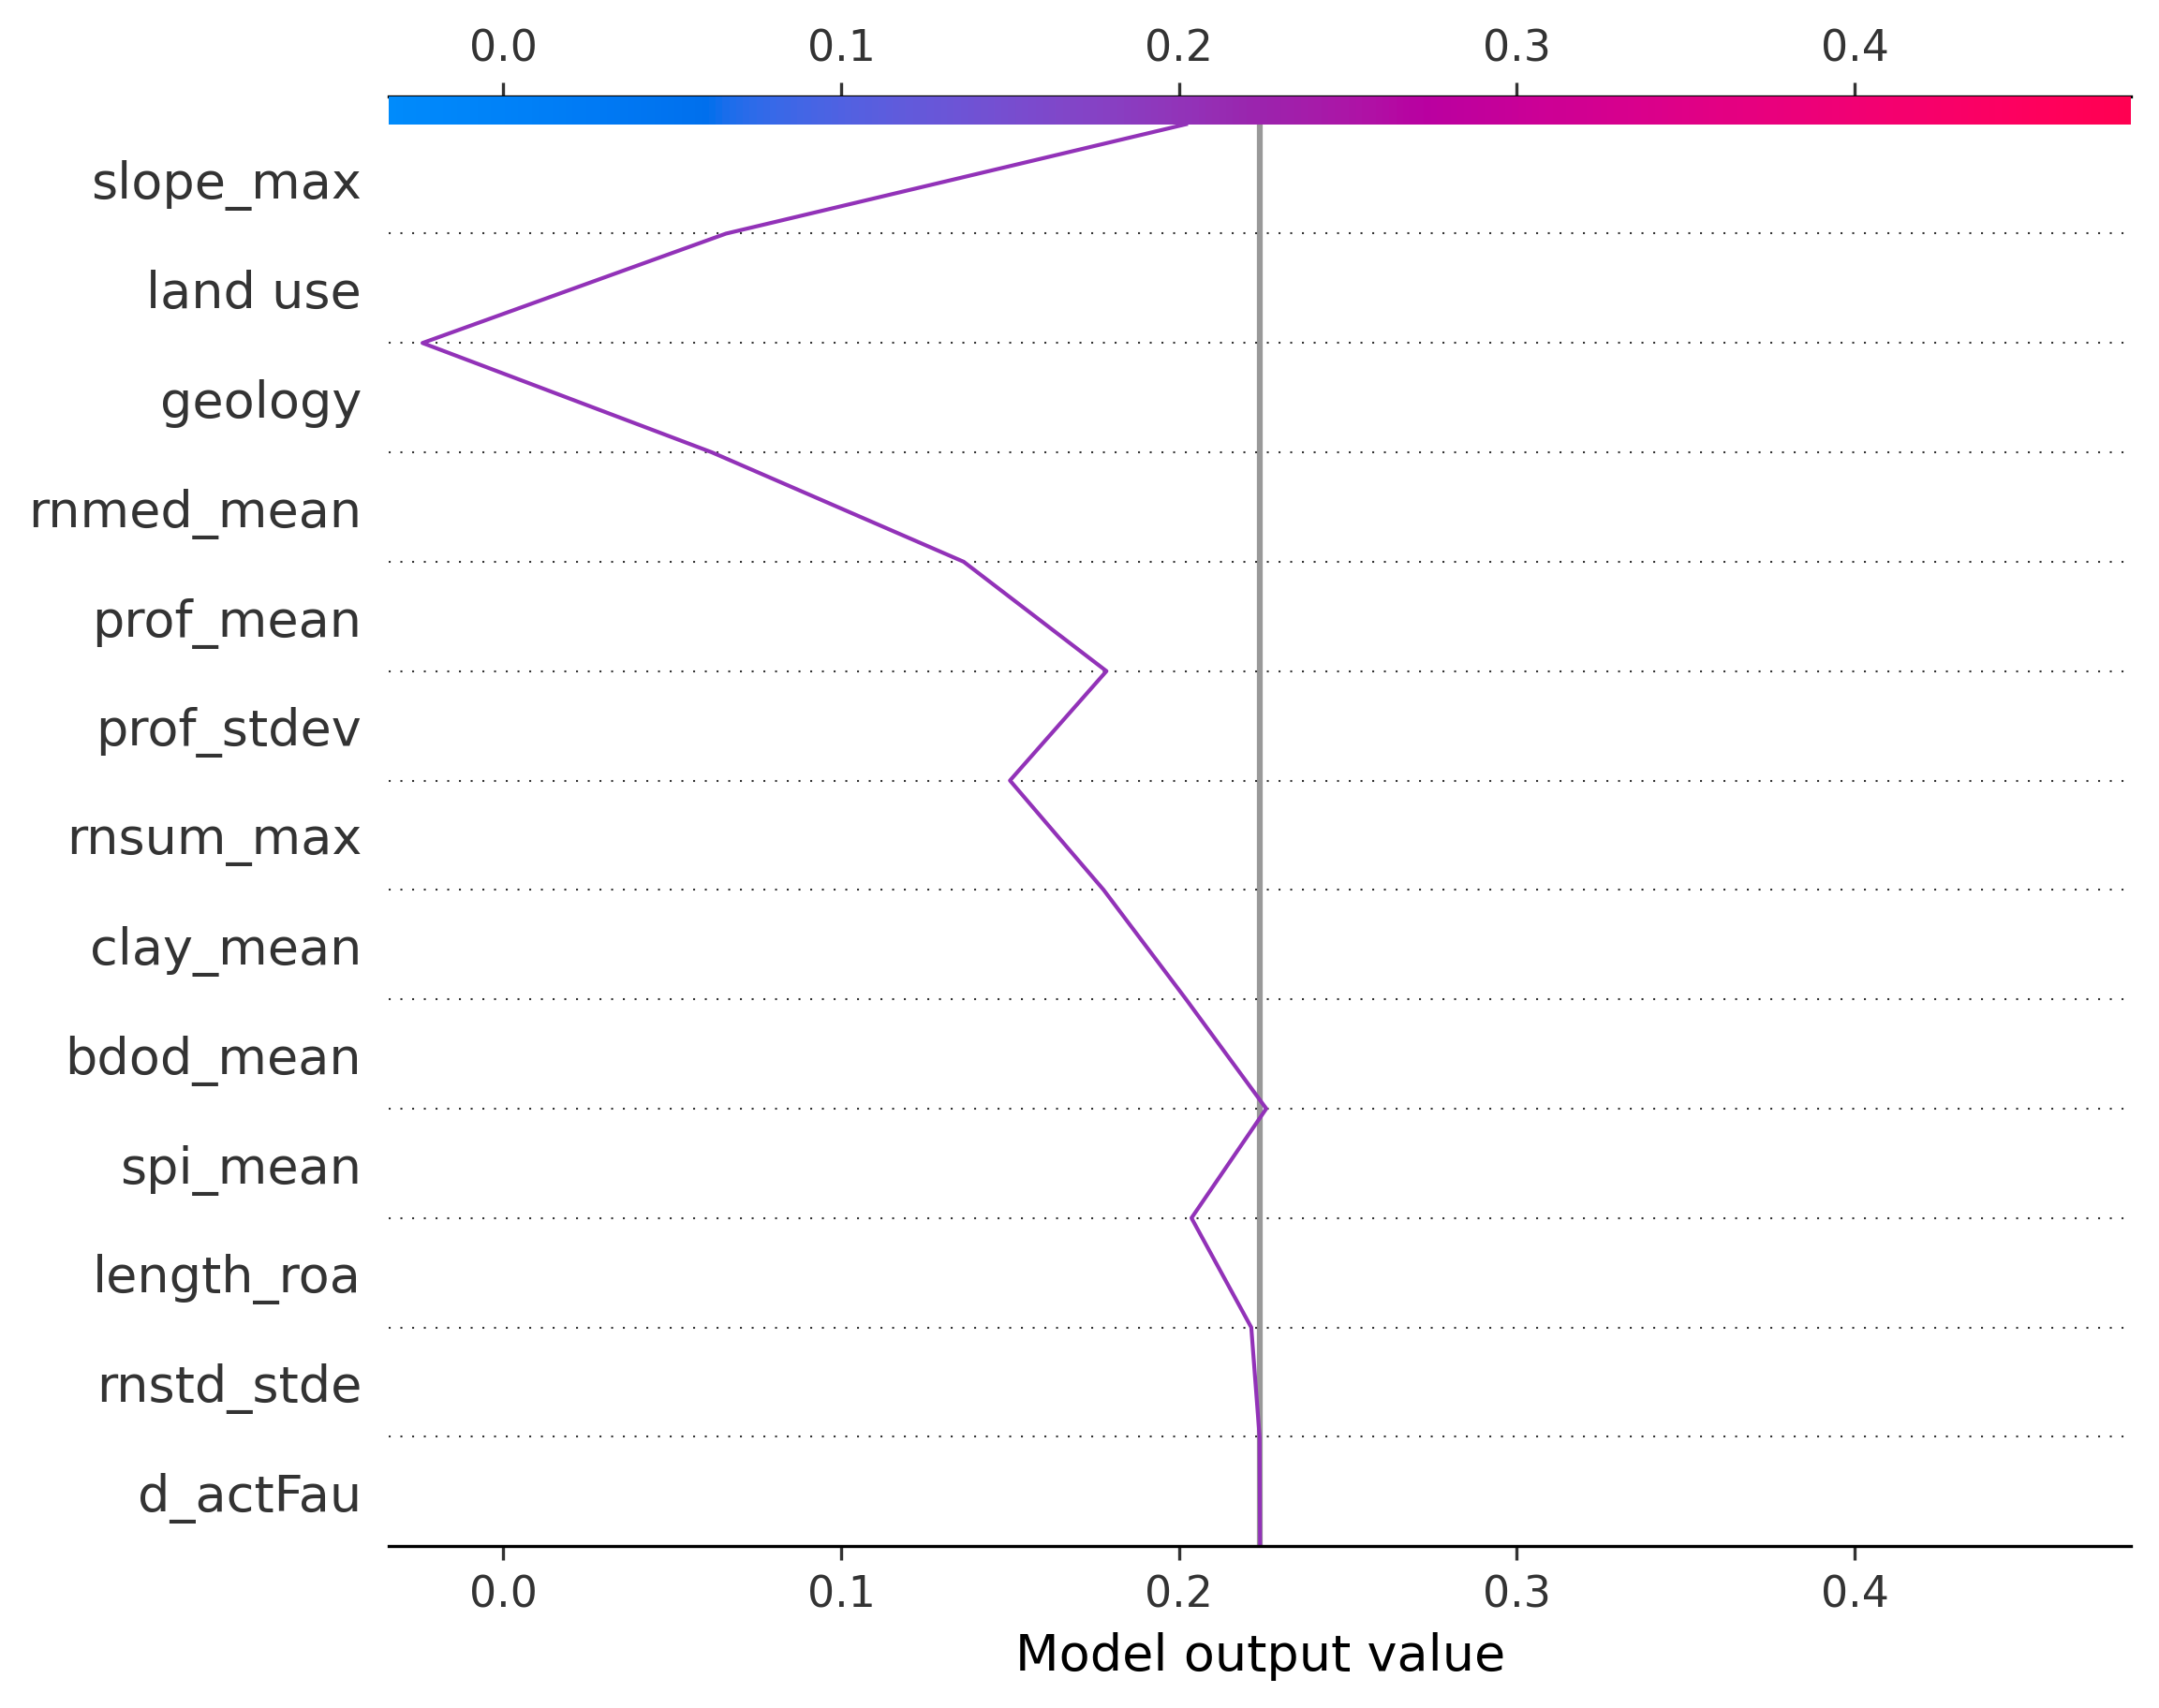 0.0 0.1 0.2 0.3 0.4
slope_max
land use
geology
rnmed_mean
prof_mean
prof_stdev
rnsum_max
clay_mean
bdod_mean
spi_mean
length_roa
rnstd_stde
d_actFau
0.0 0.1 0.2 0.3 0.4
Model output value